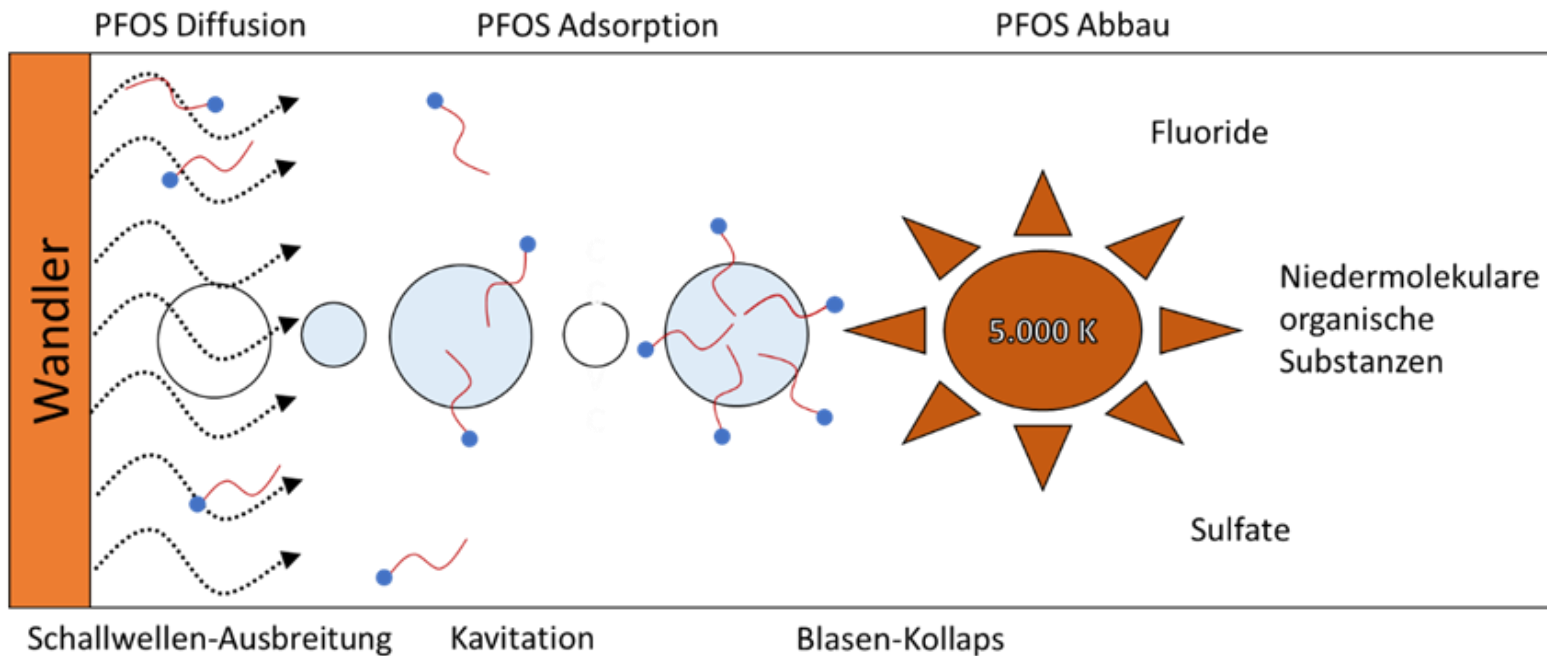 PFOS Diffusion
PFOS Adsorption
PFOS Abbau
Wandler
Fluoride
5.000 K
Niedermolekulare
organische
Substanzen
Sulfate
Schallwellen-Ausbreitung
Kavitation
Blasen-Kollaps